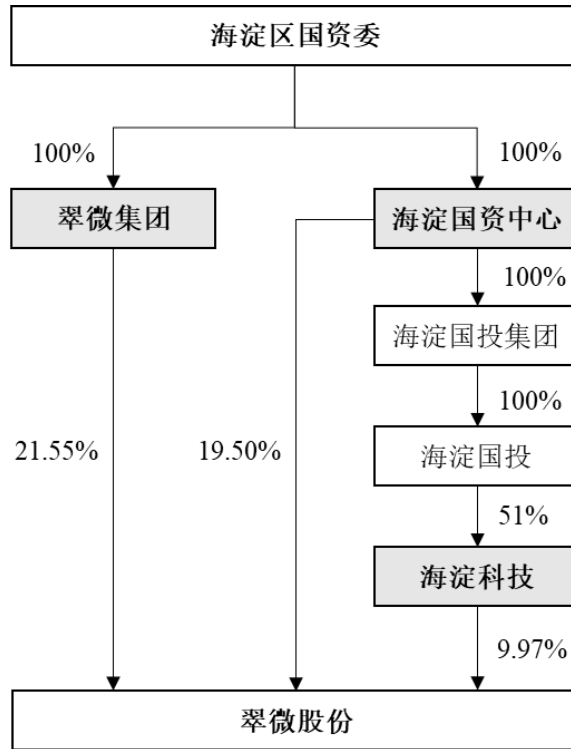 海淀区国资委
100%
100%
翠微集团
海淀国资中心
100%
海淀国投集团
100%
21.55%
19.50%
海淀国投
51%
海淀科技
9.97%
翠微股份